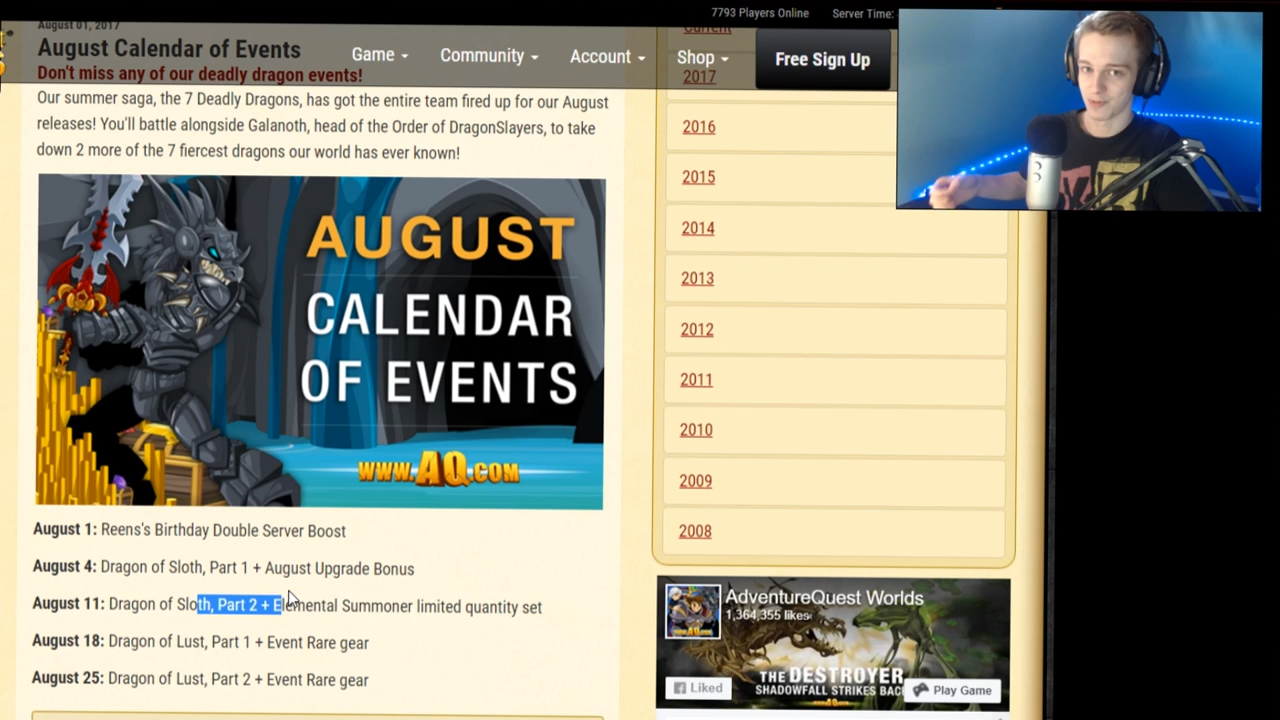 7793 Players Online
Server Time:
August 01, 2017
August Calendar of Events
Game
Community
Account
Shop
Free Sign Up
Don't miss any of our deadly dragon events!
Our summer saga, the 7 Deadly Dragons, has got the entire team fired up for our August
releases! You'll battle alongside Galanoth, head of the Order of DragonSlayers, to take
down 2 more of the 7 fiercest dragons our world has ever known!
AUGUST
CALENDAR
OF EVENTS
WWW.AQ.COM
August 1: Reens's Birthday Double Server Boost
August 4: Dragon of Sloth, Part 1 + August Upgrade Bonus
August 11: Dragon of Sloth, Part 2 + Elemental Summoner limited quantity set
August 18: Dragon of Lust, Part 1 + Event Rare gear
August 25: Dragon of Lust, Part 2 + Event Rare gear
Current
2017
2016
2015
2014
2013
2012
2011
2010
2009
2008
AdventureQuest Worlds
1,364,355 likes
THE DESTROYER
SHADOWFALL STRIKES BAC
Liked
Play Game